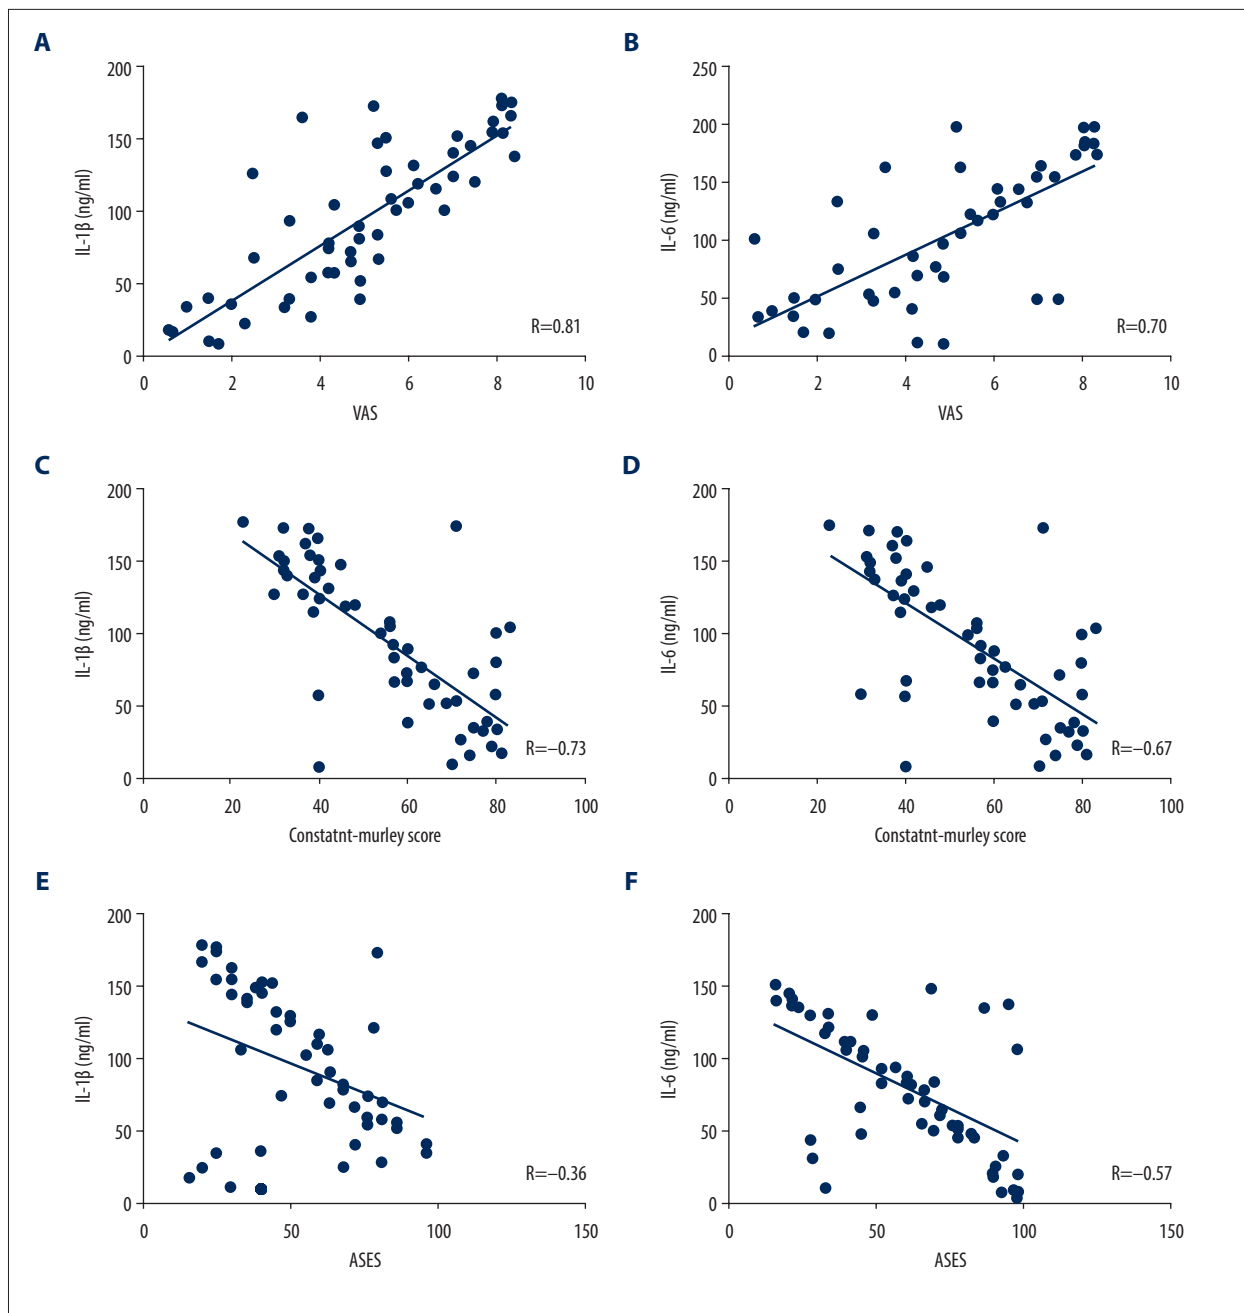 A
IL-1β (ng/ml)
200
150
100
50
0
0 2 4 6 8 10
VAS
R=0.81
B
IL-6 (ng/ml)
250
200
150
100
50
0
0 2 4 6 8 10
VAS
R=0.70
C
IL-1β (ng/ml)
200
150
100
50
0
0 20 40 60 80 100
Constatnt-murley score
R=−0.73
D
IL-6 (ng/ml)
200
150
100
50
0
0 20 40 60 80 100
Constatnt-murley score
R=−0.67
E
IL-1β (ng/ml)
200
150
100
50
0
0 50 100 150
ASES
R=−0.36
F
IL-6 (ng/ml)
200
150
100
50
0
0 50 100 150
ASES
R=−0.57